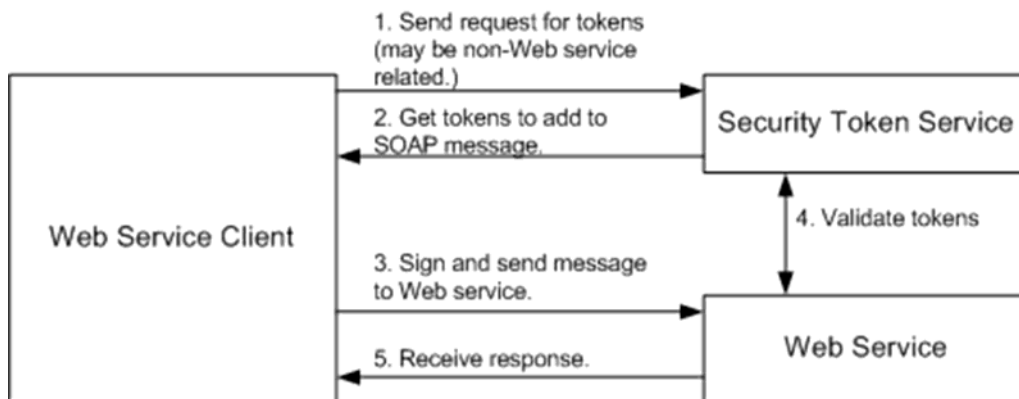 1. Send request for tokens
(may be non-Web service
related.)
2. Get tokens to add to
SOAP message.
Security Token Service
4. Validate tokens
Web Service Client
3. Sign and send message
to Web service.
Web Service
5. Receive response.